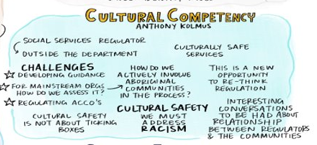 CULTURAL COMPETENCY
ANTHONY KOLMUS
SOCIAL SERVICES REGULATOR
OUTSIDE THE DEPARTMENT
CULTURALLY SAFE
SERVICES
CHALLENGES
DEVELOPING GUIDANCE
FOR MAINSTREAM ORGS
HOW DO WE ASSESS IT?
REGULATING ACCO'S
CULTURAL SAFETY
IS NOT ABOUT TICKING
BOXES
HOW DO WE
ACTIVELY INVOLVE
ABORIGINAL
COMMUNITIES
IN THE PROCESS?
CULTURAL SAFETY
WE MUST
ADDRESS
RACISM
THIS IS A NEW
OPPORTUNITY
TO RE-THINK
REGULATION
INTERESTING
CONVERSATIONS
TO BE HAD ABOUT
RELATIONSHIP
BETWEEN REGULATORS
& THE COMMUNITIES